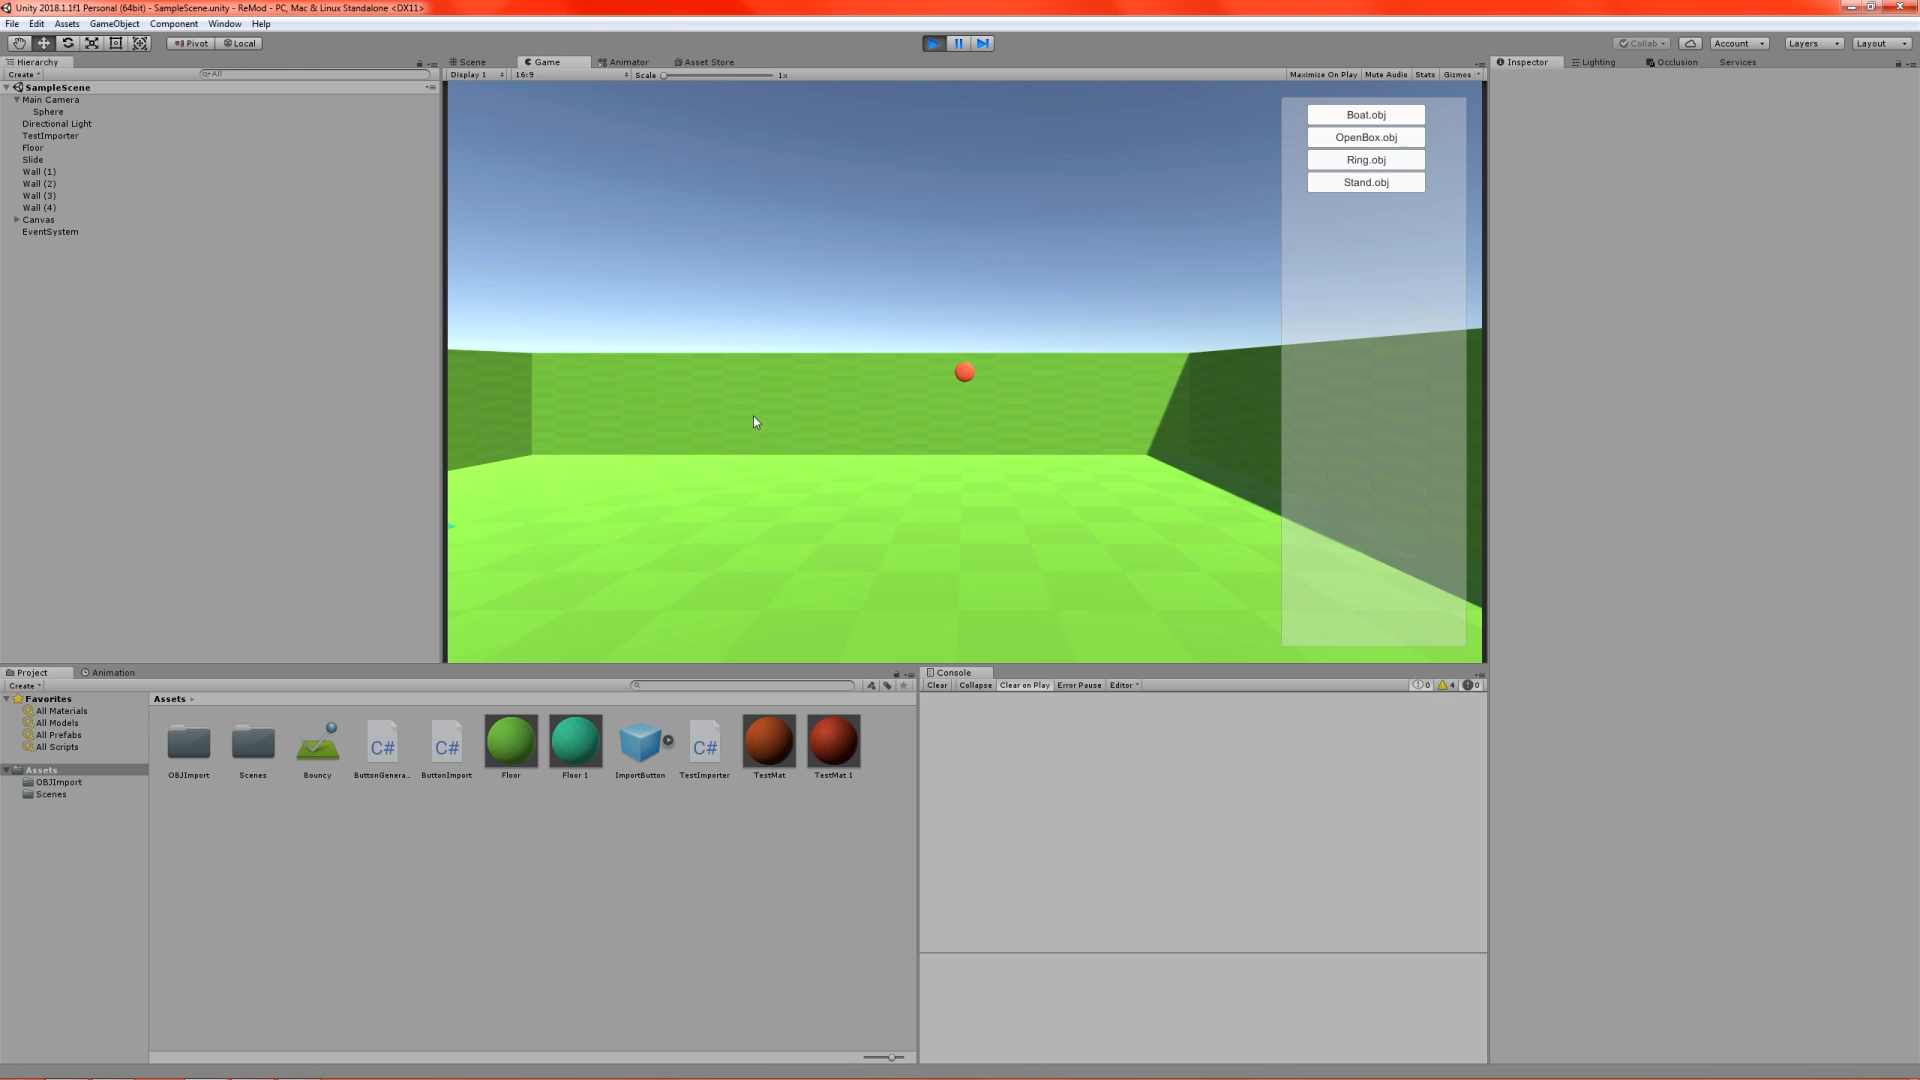 Unity 2018.1.1f1 Personal (64bit) - SampleScene.unity - ReMod - PC, Mac & Linux Standalone <DX11>
File Edit Assets GameObject Component Window Help
Pivot Local Collab Account Layers Layout
Hierarchy
Create All
SampleScene
Main Camera
Sphere
Directional Light
TestImporter
Floor
Slide
Wall (1)
Wall (2)
Wall (3)
Wall (4)
Canvas
EventSystem
Scene Game Animator Asset Store
Display 1 16:9 Scale 1x Maximize On Play Mute Audio Stats Gizmos
Boat.obj
OpenBox.obj
Ring.obj
Stand.obj
Inspector Lighting Occlusion Services
Project Animation
Create
Favorites
All Materials
All Models
All Prefabs
All Scripts
Assets
OBJImport
Scenes
Assets
OBJImport Scenes Bouncy ButtonGenera... ButtonImport Floor Floor 1 ImportButton TestImporter TestMat TestMat 1
Console
Clear Collapse Clear on Play Error Pause Editor 0 4 0